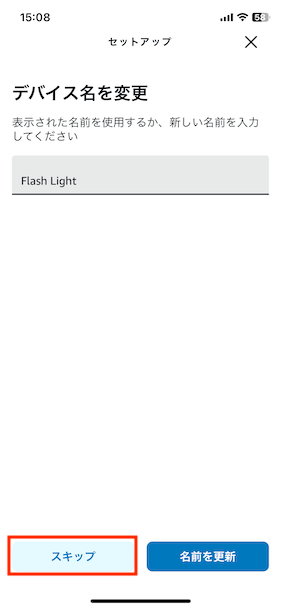 15:08
58
セットアップ
デバイス名を変更
表示された名前を使用するか、新しい名前を入力
してください
Flash Light
スキップ
名前を更新